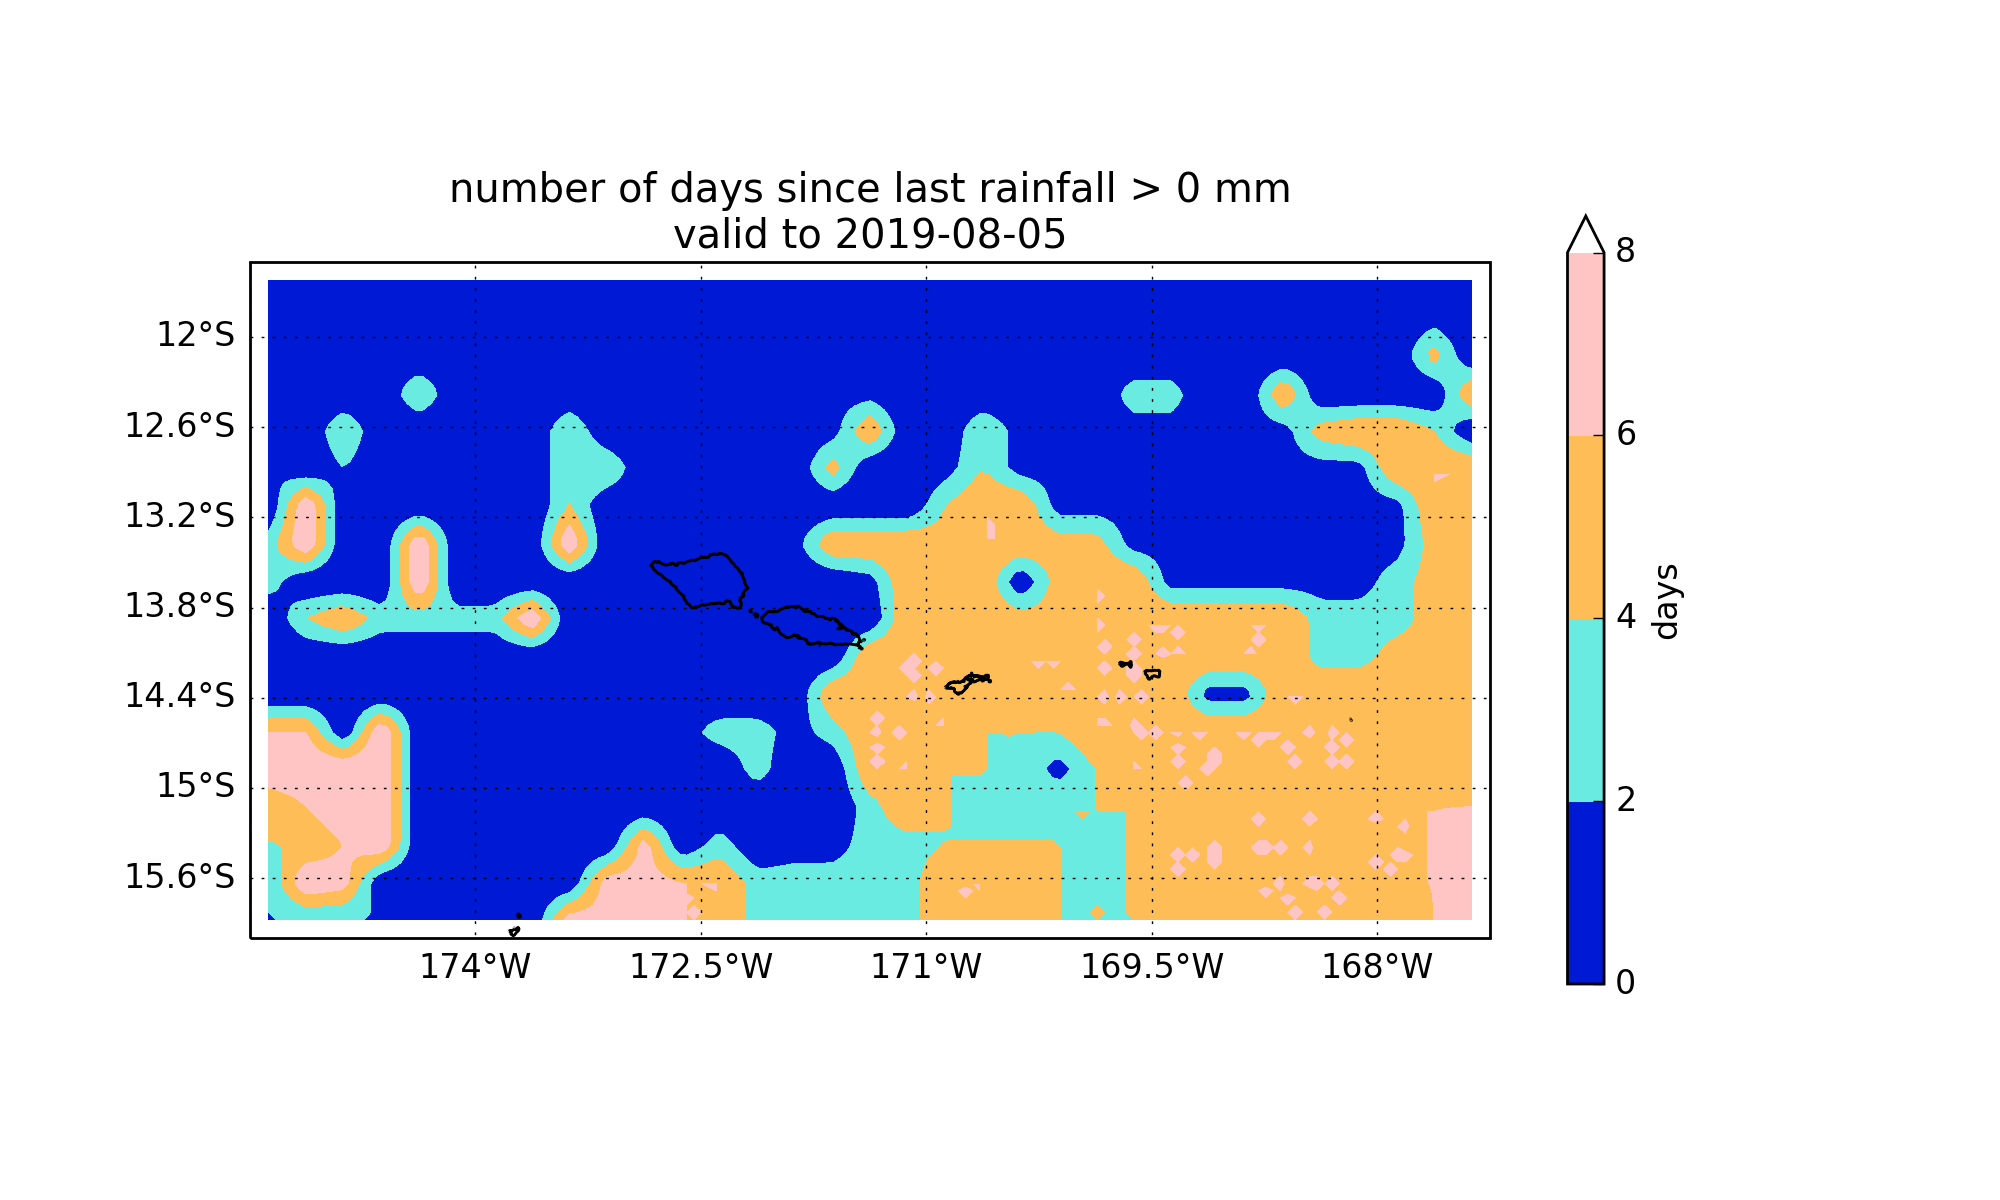 number of days since last rainfall > 0 mm
valid to 2019-08-05
12°S
12.6°S
13.2°S
13.8°S
14.4°S
15°S
15.6°S
174°W
172.5°W
171°W
169.5°W
168°W
8
6
4
2
0
days